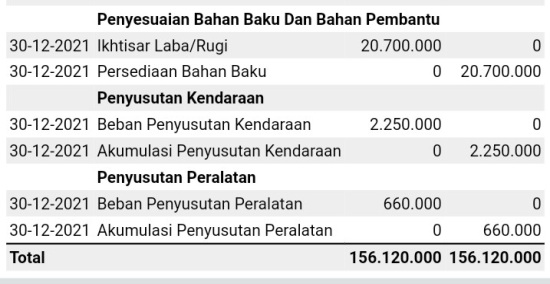 Penyesuaian Bahan Baku Dan Bahan Pembantu
30-12-2021 Ikhtisar Laba/Rugi 20.700.000 0
30-12-2021 Persediaan Bahan Baku 0 20.700.000
Penyusutan Kendaraan
30-12-2021 Beban Penyusutan Kendaraan 2.250.000 0
30-12-2021 Akumulasi Penyusutan Kendaraan 0 2.250.000
Penyusutan Peralatan
30-12-2021 Beban Penyusutan Peralatan 660.000 0
30-12-2021 Akumulasi Penyusutan Peralatan 0 660.000
Total 156.120.000 156.120.000